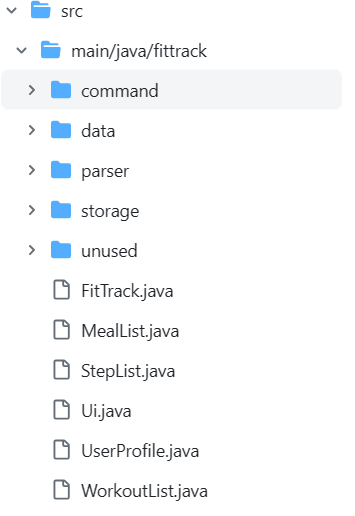 src
main/java/fittrack
command
data
parser
storage
unused
FitTrack.java
MealList.java
StepList.java
Ui.java
UserProfile.java
WorkoutList.java